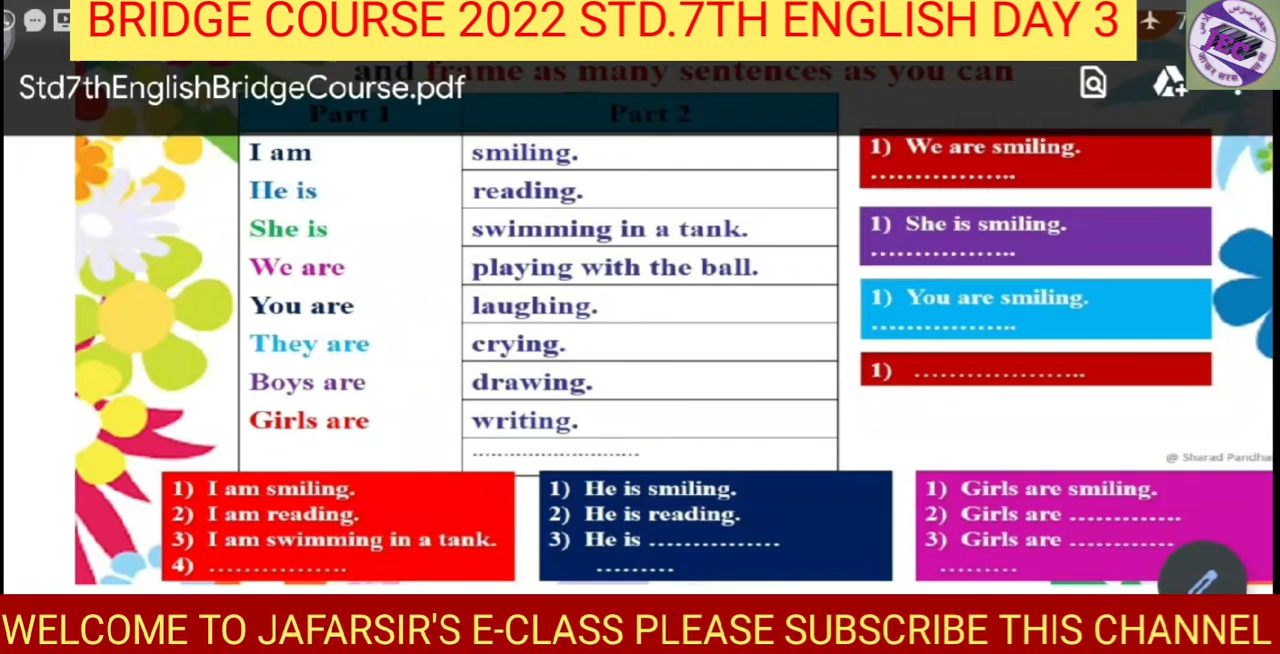 BRIDGE COURSE 2022 STD.7TH ENGLISH DAY 3
and frame as many sentences as you can
Std7thEnglishBridgeCourse.pdf
JEC
Part 1 Part 2
I am smiling.
He is reading.
She is swimming in a tank.
We are playing with the ball.
You are laughing.
They are crying.
Boys are drawing.
Girls are writing.
----------------------------
1) We are smiling.
.................
1) She is smiling.
.................
1) You are smiling.
.................
1) ....................
@ Sharad Pandha
1) I am smiling.
2) I am reading.
3) I am swimming in a tank.
4) ................
1) He is smiling.
2) He is reading.
3) He is ...............
.........
1) Girls are smiling.
2) Girls are .............
3) Girls are ............
.........
WELCOME TO JAFARSIR'S E-CLASS PLEASE SUBSCRIBE THIS CHANNEL